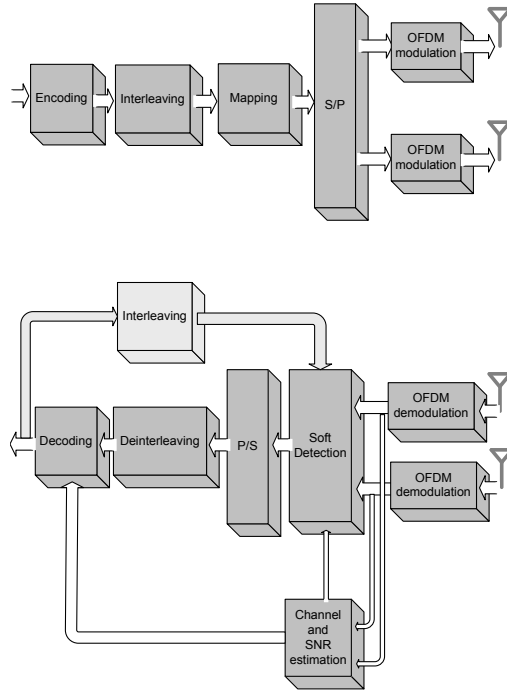 OFDM
modulation
Encoding
Interleaving
Mapping
S/P
OFDM
modulation
Interleaving
OFDM
demodulation
Decoding
Deinterleaving
P/S
Soft
Detection
OFDM
demodulation
Channel
and
SNR
estimation